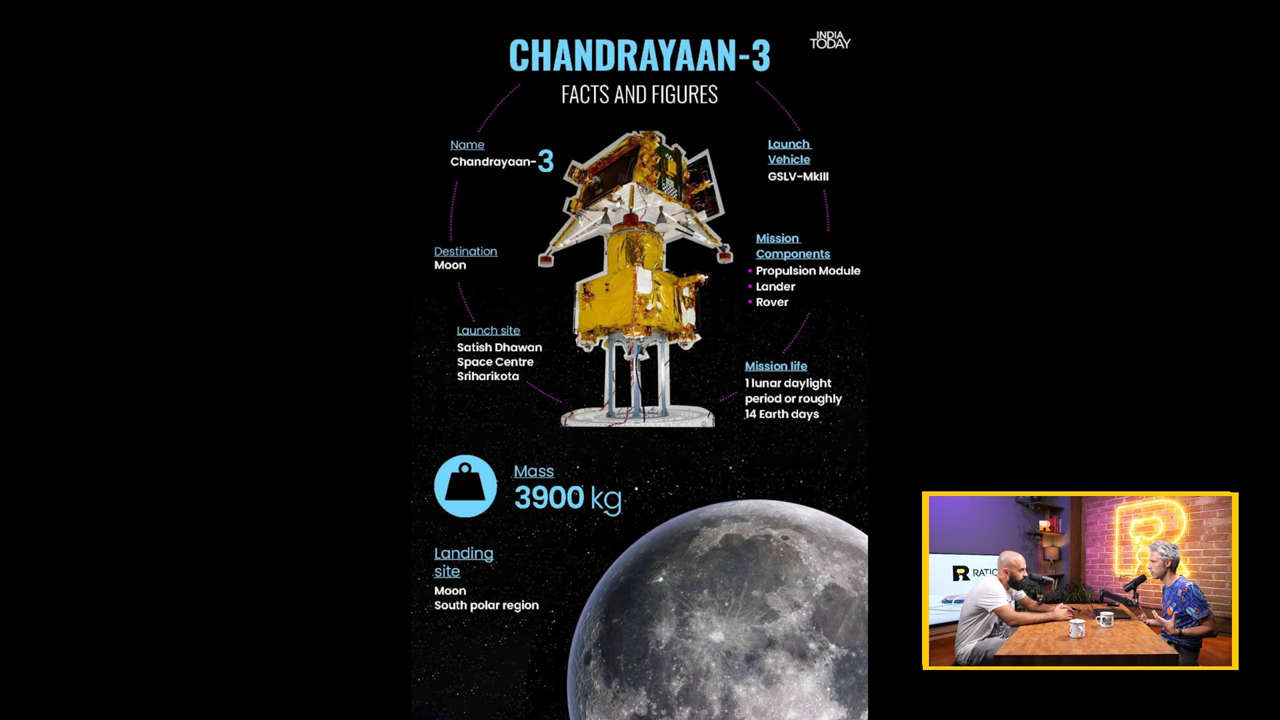 CHANDRAYAAN-3
INDIA
TODAY
FACTS AND FIGURES
Name
Chandrayaan-3
Launch
Vehicle
GSLV-MkIII
Destination
Moon
Mission
Components
• Propulsion Module
• Lander
• Rover
Launch site
Satish Dhawan
Space Centre
Sriharikota
Mission life
1 lunar daylight
period or roughly
14 Earth days
Mass
3900 kg
Landing
site
Moon
South polar region
R